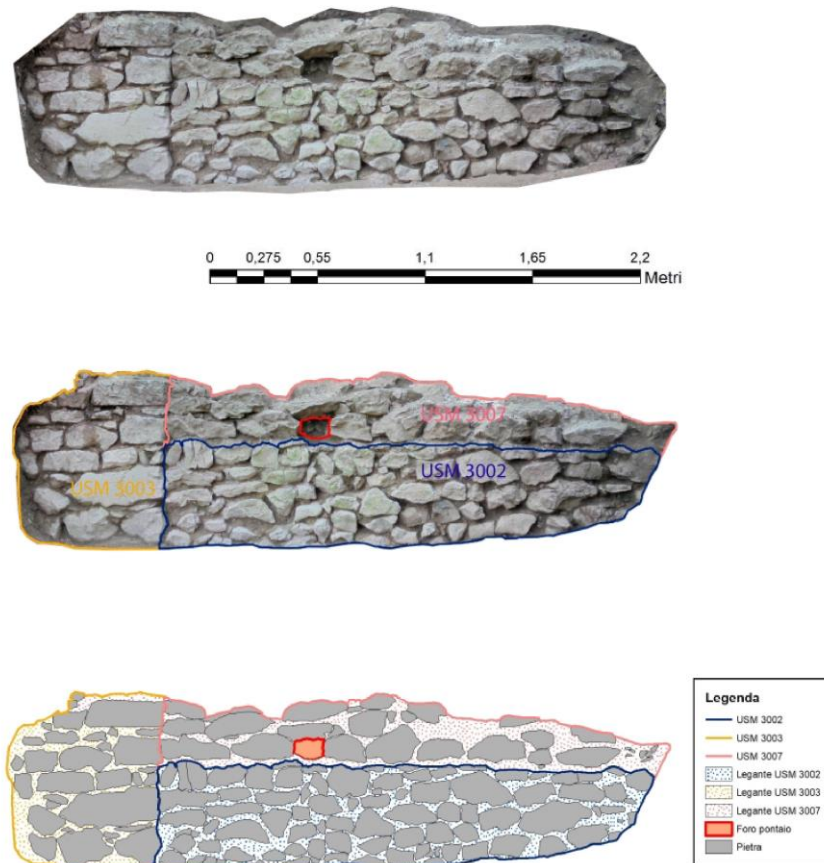 0 0,275 0,55 1,1 1,65 2,2
Metri
USM 3007
USM 3002
USM 3003
Legenda
USM 3002
USM 3003
USM 3007
Legante USM 3002
Legante USM 3003
Legante USM 3007
Foro pontaio
Pietra